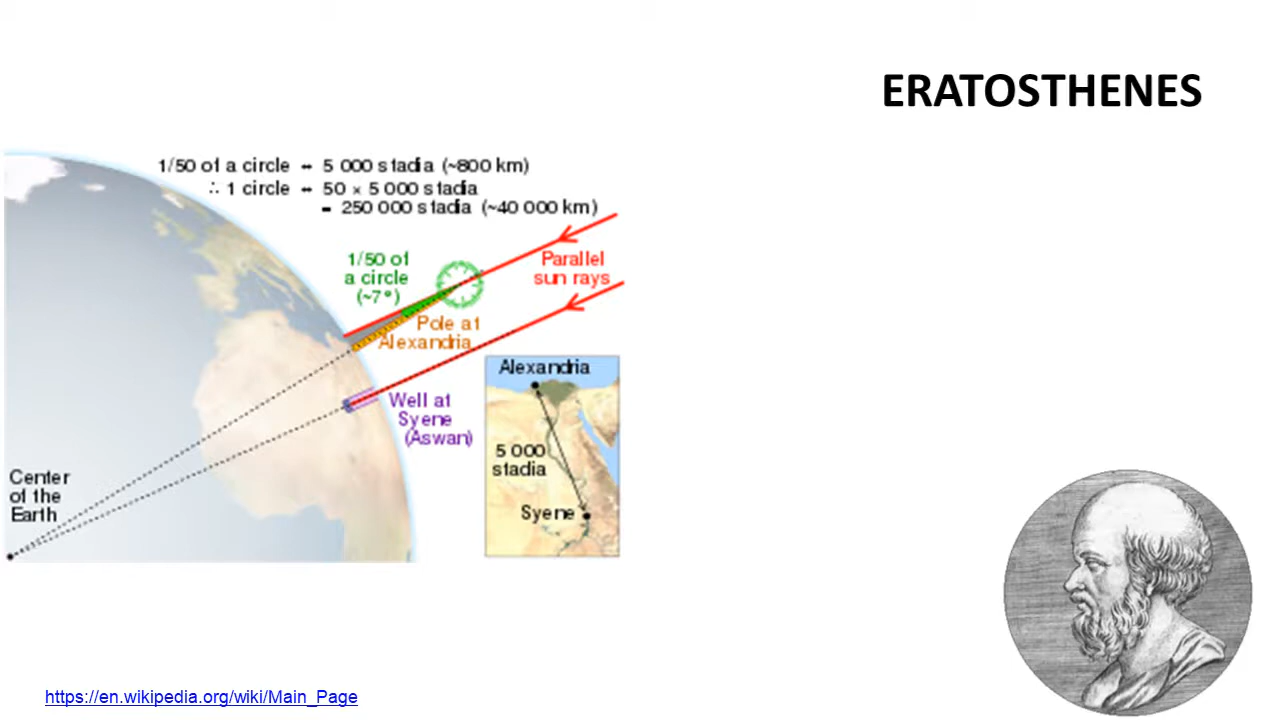 ERATOSTHENES
1/50 of a circle ↔ 5 000 stadia (~800 km)
∴ 1 circle ↔ 50 × 5 000 stadia
= 250 000 stadia (~40 000 km)
1/50 of
a circle
(~7°)
Parallel
sun rays
Pole at
Alexandria
Well at
Syene
(Aswan)
Alexandria
5 000
stadia
Syene
Center
of the
Earth
https://en.wikipedia.org/wiki/Main_Page